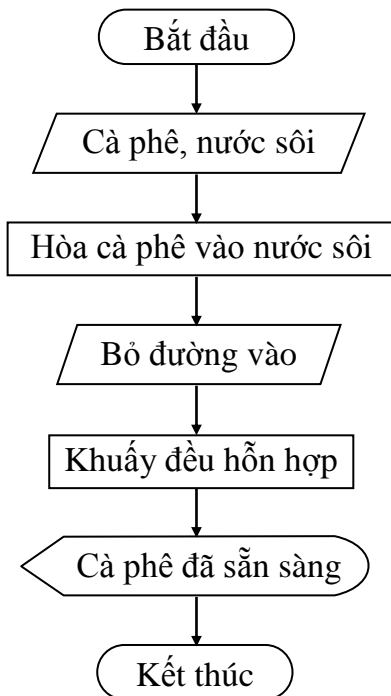 Bắt đầu
Cà phê, nước sôi
Hòa cà phê vào nước sôi
Bỏ đường vào
Khuấy đều hỗn hợp
Cà phê đã sẵn sàng
Kết thúc